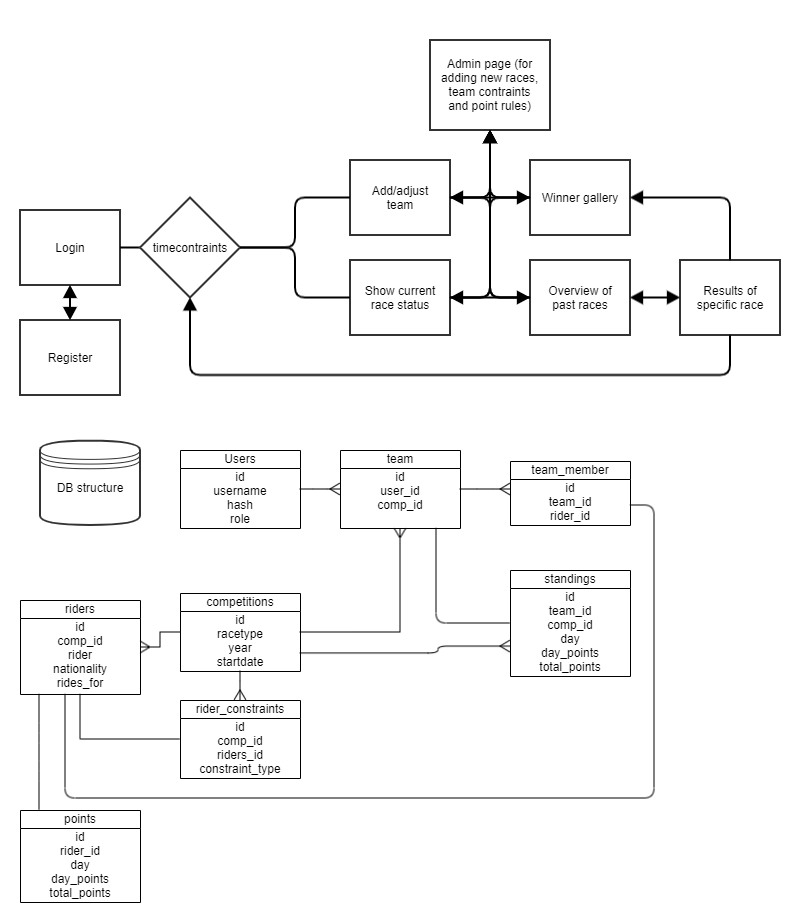 Admin page (for
adding new races,
team contraints
and point rules)
Add/adjust
team
Winner gallery
Login
timecontraints
Show current
race status
Overview of
past races
Results of
specific race
Register
DB structure
Users
id
username
hash
role
team
id
user_id
comp_id
team_member
id
team_id
rider_id
standings
id
team_id
comp_id
day
day_points
total_points
riders
id
comp_id
rider
nationality
rides_for
competitions
id
racetype
year
startdate
rider_constraints
id
comp_id
riders_id
constraint_type
points
id
rider_id
day
day_points
total_points